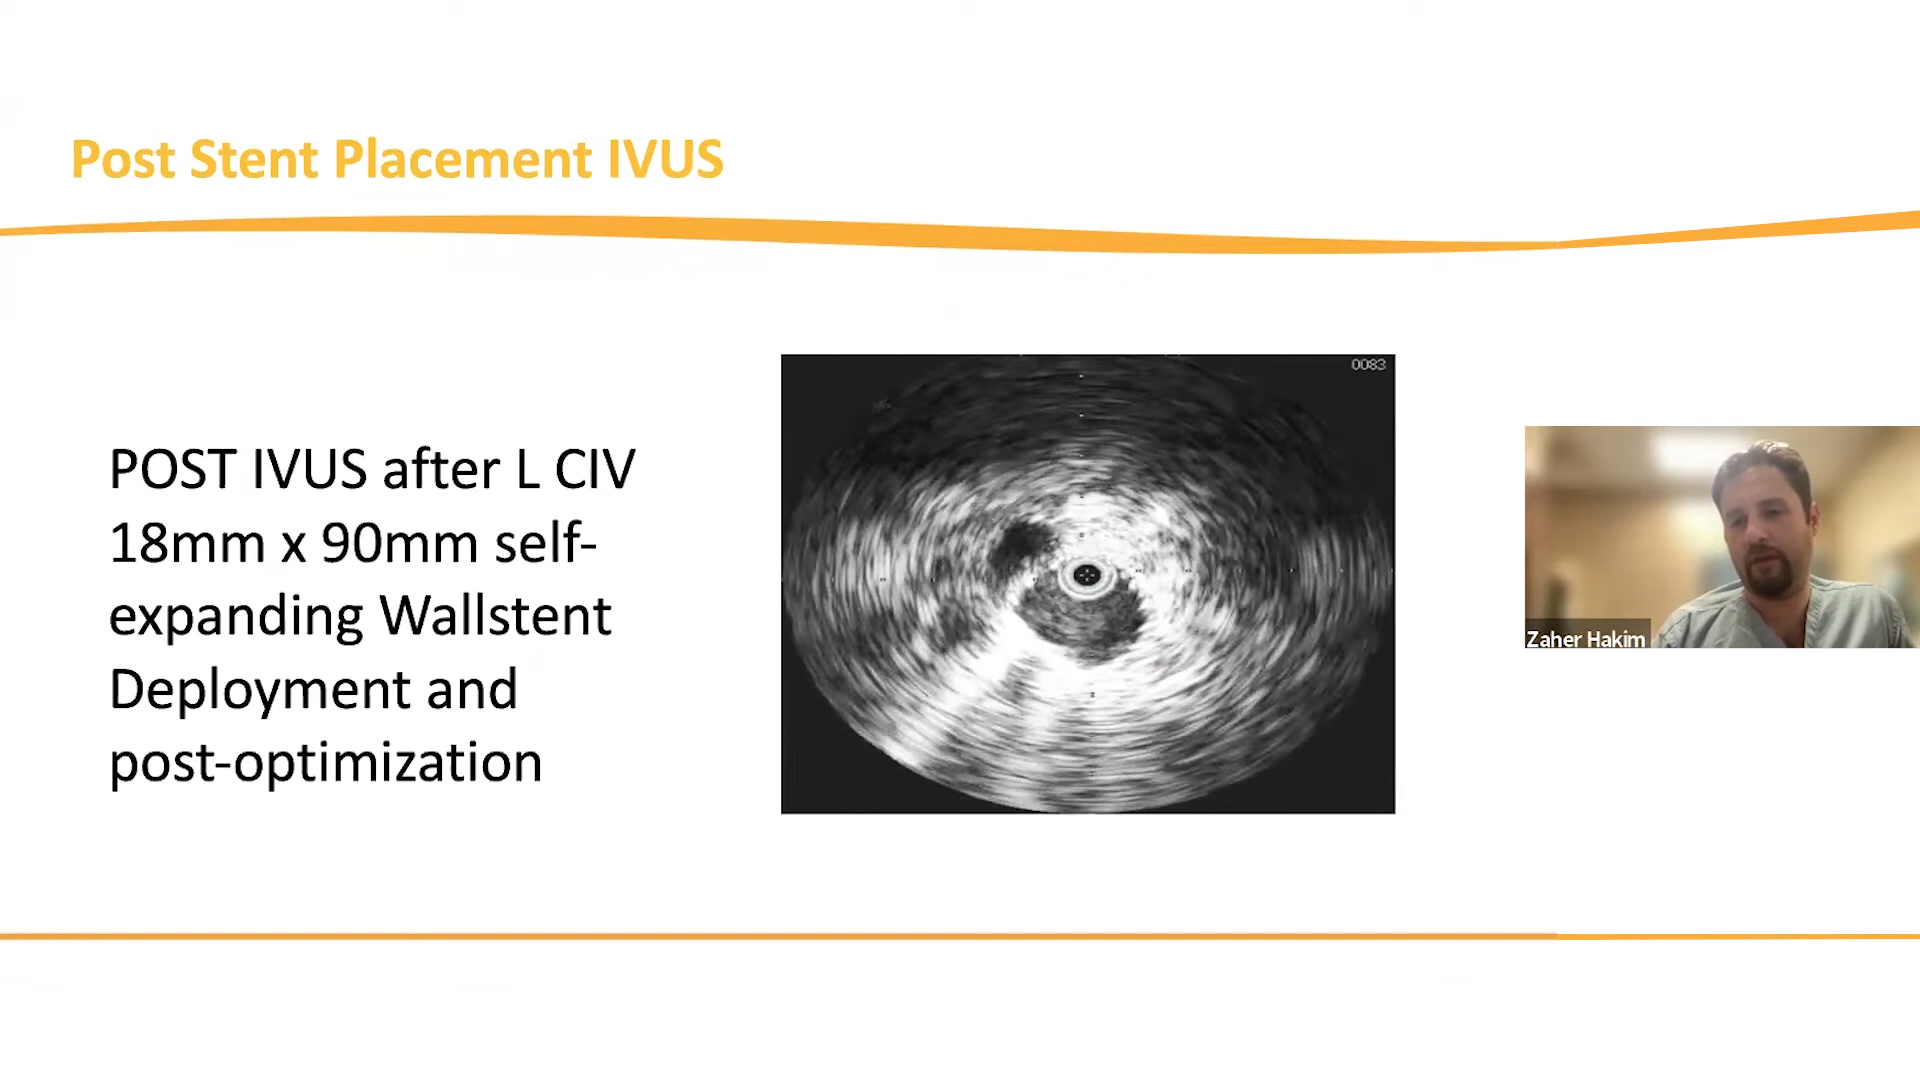 Post Stent Placement IVUS
0083
POST IVUS after L CIV
18mm x 90mm self-
expanding Wallstent
Deployment and
post-optimization
Zaher Hakim